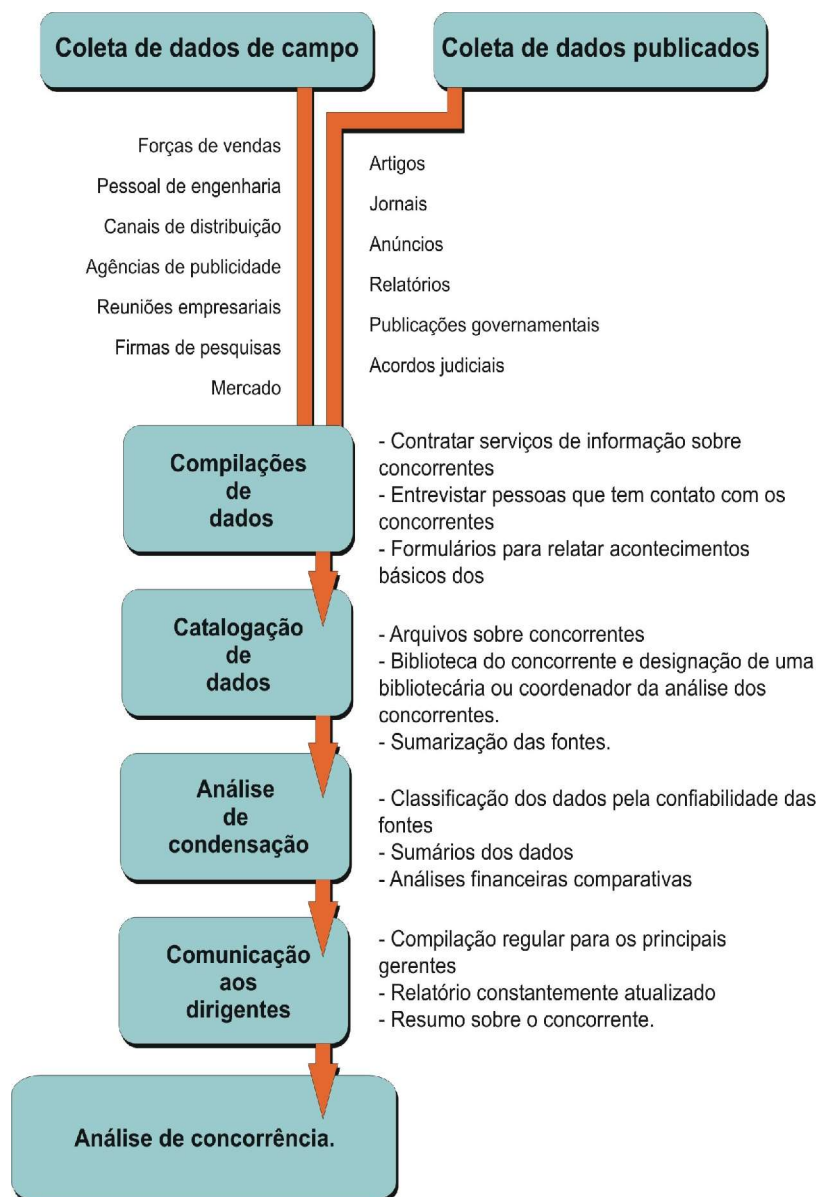 Coleta de dados de campo
Coleta de dados publicados
Forças de vendas
Pessoal de engenharia
Canais de distribuição
Agências de publicidade
Reuniões empresariais
Firmas de pesquisas
Mercado
Artigos
Jornais
Anúncios
Relatórios
Publicações governamentais
Acordos judiciais
Compilações
de
dados
- Contratar serviços de informação sobre
concorrentes
- Entrevistar pessoas que tem contato com os
concorrentes
- Formulários para relatar acontecimentos
básicos dos
Catalogação
de
dados
- Arquivos sobre concorrentes
- Biblioteca do concorrente e designação de uma
bibliotecária ou coordenador da análise dos
concorrentes.
- Sumarização das fontes.
Análise
de
condensação
- Classificação dos dados pela confiabilidade das
fontes
- Sumários dos dados
- Análises financeiras comparativas
Comunicação
aos
dirigentes
- Compilação regular para os principais
gerentes
- Relatório constantemente atualizado
- Resumo sobre o concorrente.
Análise de concorrência.